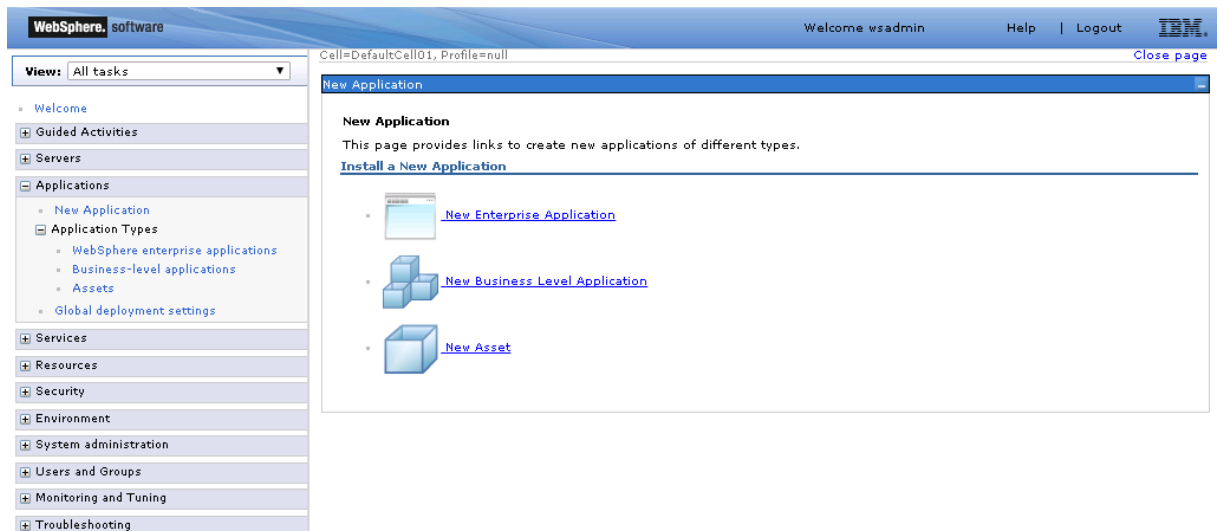 WebSphere. software
Welcome wsadmin
Help | Logout
IBM.
View: All tasks
Welcome
Guided Activities
Servers
Applications
New Application
Application Types
WebSphere enterprise applications
Business-level applications
Assets
Global deployment settings
Services
Resources
Security
Environment
System administration
Users and Groups
Monitoring and Tuning
Troubleshooting
Cell=DefaultCell01, Profile=null
Close page
New Application
New Application
This page provides links to create new applications of different types.
Install a New Application
New Enterprise Application
New Business Level Application
New Asset